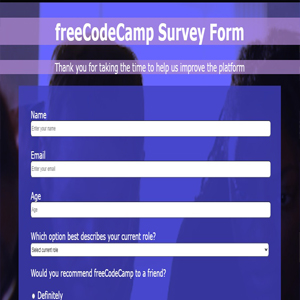 freeCodeCamp Survey Form
Thank you for taking the time to help us improve the platform
Name
Enter your name
Email
Enter your email
Age
Age
Which option best describes your current role?
Select current role
Would you recommend freeCodeCamp to a friend?
Definitely